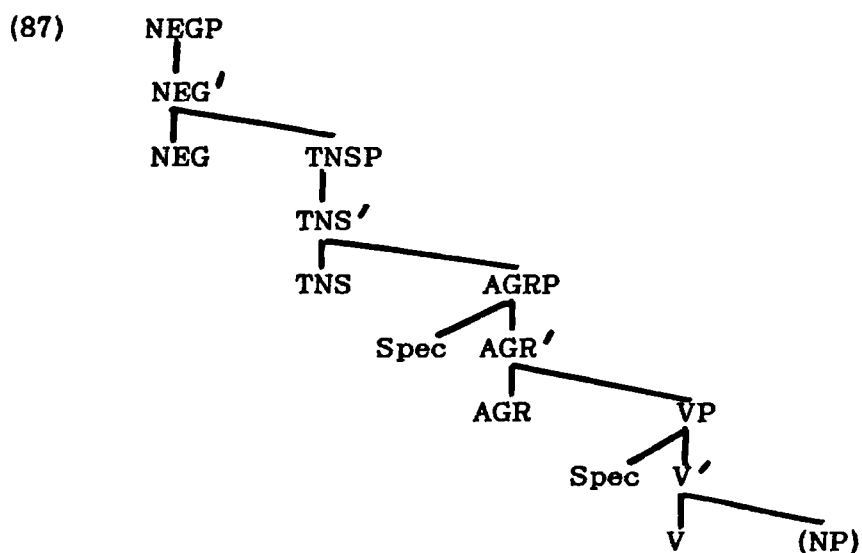 (87) NEGP
NEG′
NEG TNSP
TNS′
TNS AGRP
Spec AGR′
AGR VP
Spec V′
V (NP)